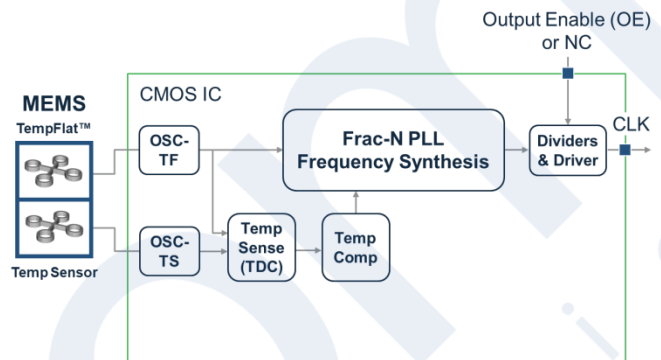 Output Enable (OE)
or NC
MEMS
TempFlat™
CMOS IC
CLK
OSC-
TF
Frac-N PLL
Frequency Synthesis
Dividers
& Driver
OSC-
TS
Temp
Sense
(TDC)
Temp
Comp
Temp Sensor